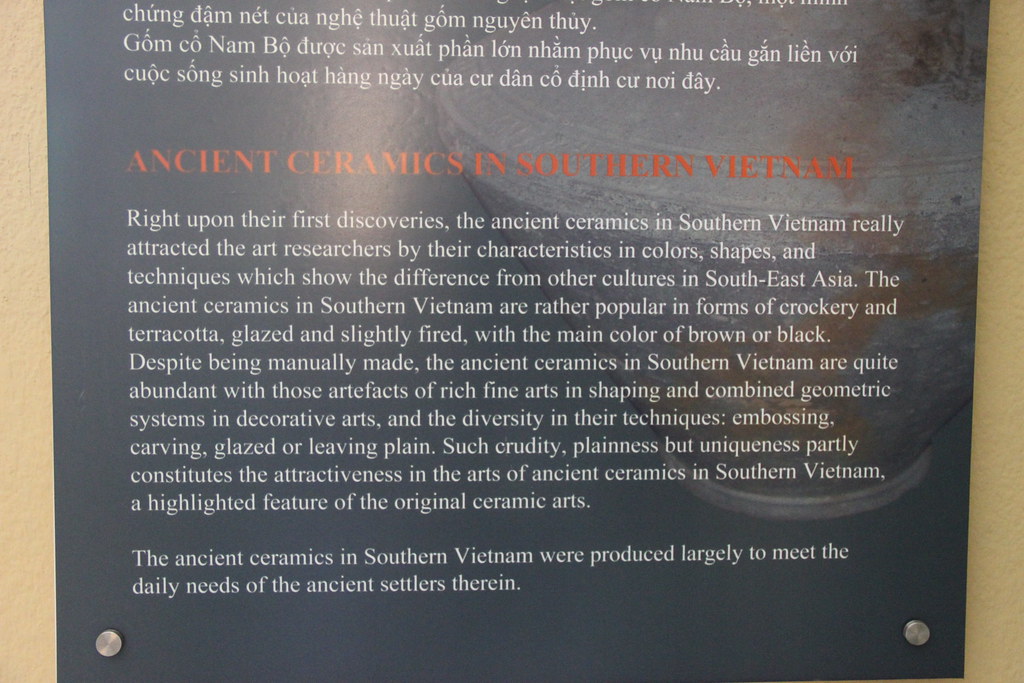 chứng đậm nét của nghệ thuật gốm nguyên thủy.
Gốm cổ Nam Bộ được sản xuất phần lớn nhằm phục vụ nhu cầu gắn liền với
cuộc sống sinh hoạt hàng ngày của cư dân cổ định cư nơi đây.
ANCIENT CERAMICS IN SOUTHERN VIETNAM
Right upon their first discoveries, the ancient ceramics in Southern Vietnam really
attracted the art researchers by their characteristics in colors, shapes, and
techniques which show the difference from other cultures in South-East Asia. The
ancient ceramics in Southern Vietnam are rather popular in forms of crockery and
terracotta, glazed and slightly fired, with the main color of brown or black.
Despite being manually made, the ancient ceramics in Southern Vietnam are quite
abundant with those artefacts of rich fine arts in shaping and combined geometric
systems in decorative arts, and the diversity in their techniques: embossing,
carving, glazed or leaving plain. Such crudity, plainness but uniqueness partly
constitutes the attractiveness in the arts of ancient ceramics in Southern Vietnam,
a highlighted feature of the original ceramic arts.
The ancient ceramics in Southern Vietnam were produced largely to meet the
daily needs of the ancient settlers therein.